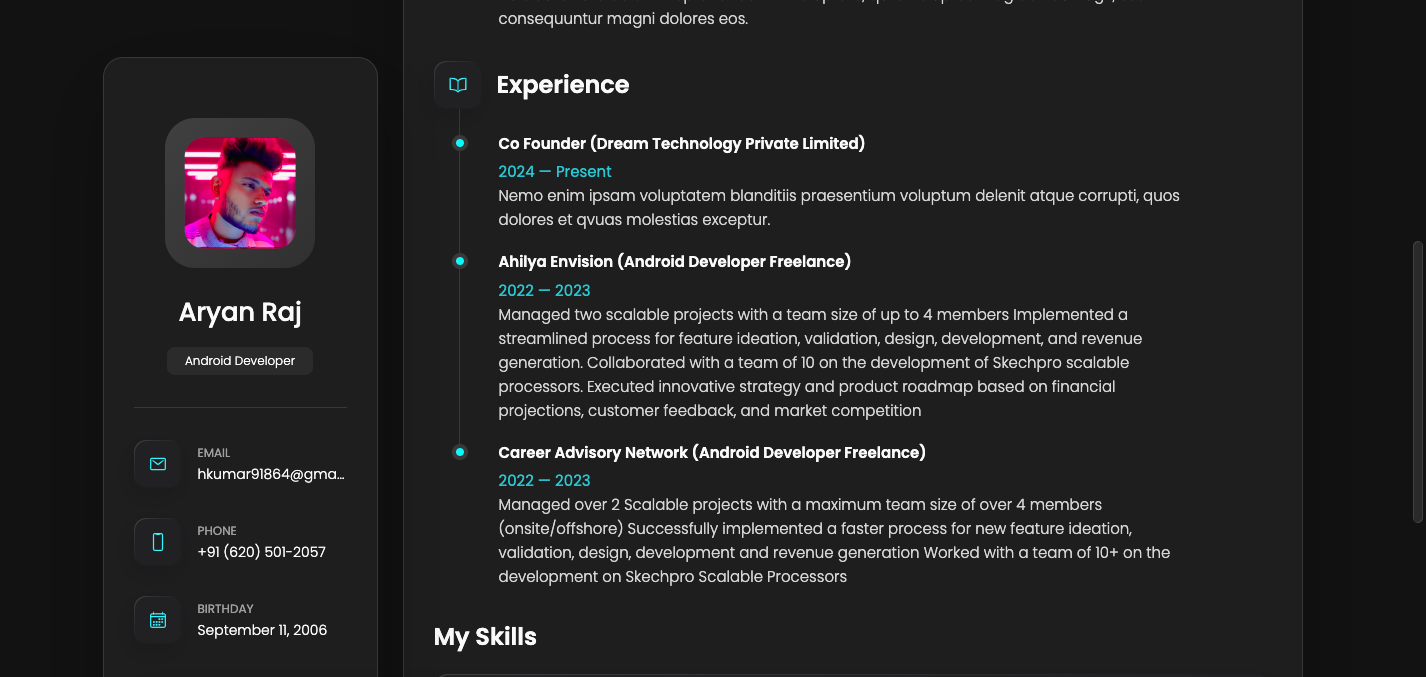 Aryan Raj
Android Developer
EMAIL
hkumar91864@gma...
PHONE
+91 (620) 501-2057
BIRTHDAY
September 11, 2006
consequuntur magni dolores eos.
Experience
Co Founder (Dream Technology Private Limited)
2024 — Present
Nemo enim ipsam voluptatem blanditiis praesentium voluptum delenit atque corrupti, quos
dolores et qvuas molestias exceptur.
Ahilya Envision (Android Developer Freelance)
2022 — 2023
Managed two scalable projects with a team size of up to 4 members Implemented a
streamlined process for feature ideation, validation, design, development, and revenue
generation. Collaborated with a team of 10 on the development of Skechpro scalable
processors. Executed innovative strategy and product roadmap based on financial
projections, customer feedback, and market competition
Career Advisory Network (Android Developer Freelance)
2022 — 2023
Managed over 2 Scalable projects with a maximum team size of over 4 members
(onsite/offshore) Successfully implemented a faster process for new feature ideation,
validation, design, development and revenue generation Worked with a team of 10+ on the
development on Skechpro Scalable Processors
My Skills